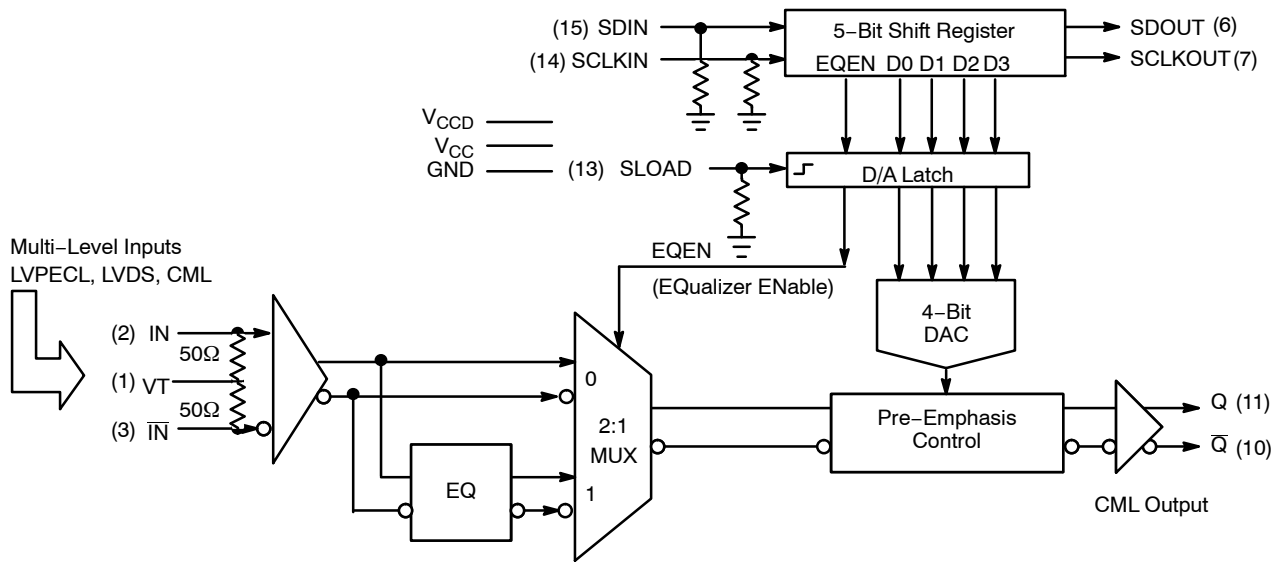 (15) SDIN
(14) SCLKIN
5−Bit Shift Register
EQEN D0 D1 D2 D3
SDOUT (6)
SCLKOUT (7)
VCCD
VCC
GND
(13) SLOAD
D/A Latch
EQEN
(EQualizer ENable)
Multi−Level Inputs
LVPECL, LVDS, CML
4−Bit
DAC
(2) IN
50Ω
(1) VT
50Ω
(3) I̅N̅
0
2:1
MUX
1
EQ
Pre−Emphasis
Control
Q (11)
Q̅ (10)
CML Output